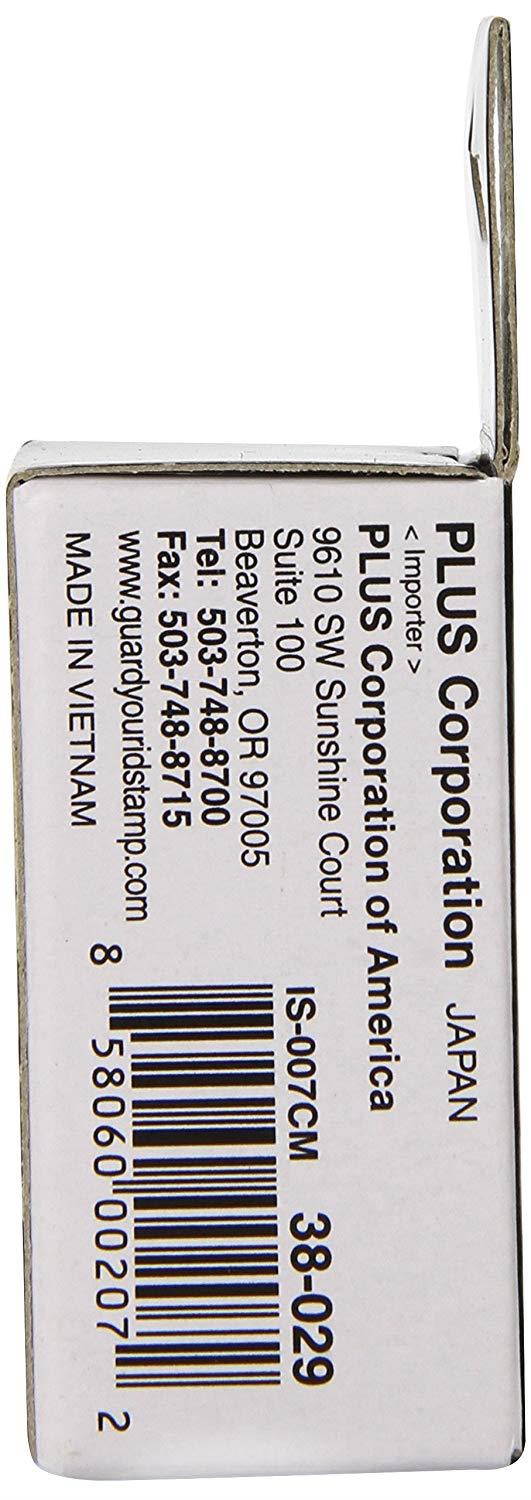 PLUS Corporation JAPAN
< Importer >
PLUS Corporation of America
9610 SW Sunshine Court
Suite 100
Beaverton, OR 97005
Tel: 503-748-8700
Fax: 503-748-8715
www.guardyouridstamp.com
MADE IN VIETNAM
IS-007CM 38-029
8 58060 00207 2